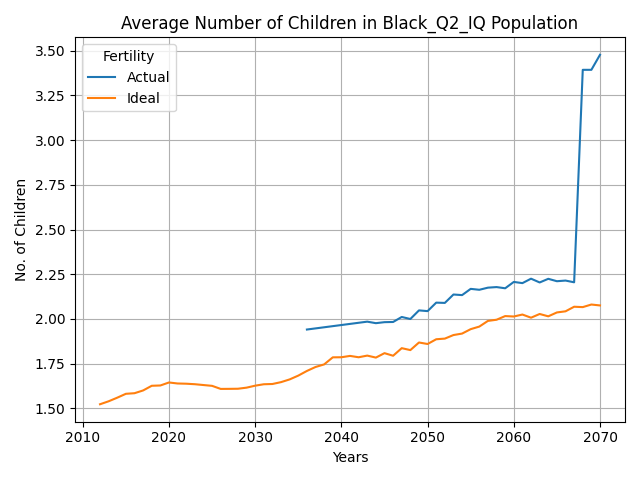 Average Number of Children in Black_Q2_IQ Population
Fertility
Actual
Ideal
No. of Children
3.50
3.25
3.00
2.75
2.50
2.25
2.00
1.75
1.50
2010 2020 2030 2040 2050 2060 2070
Years